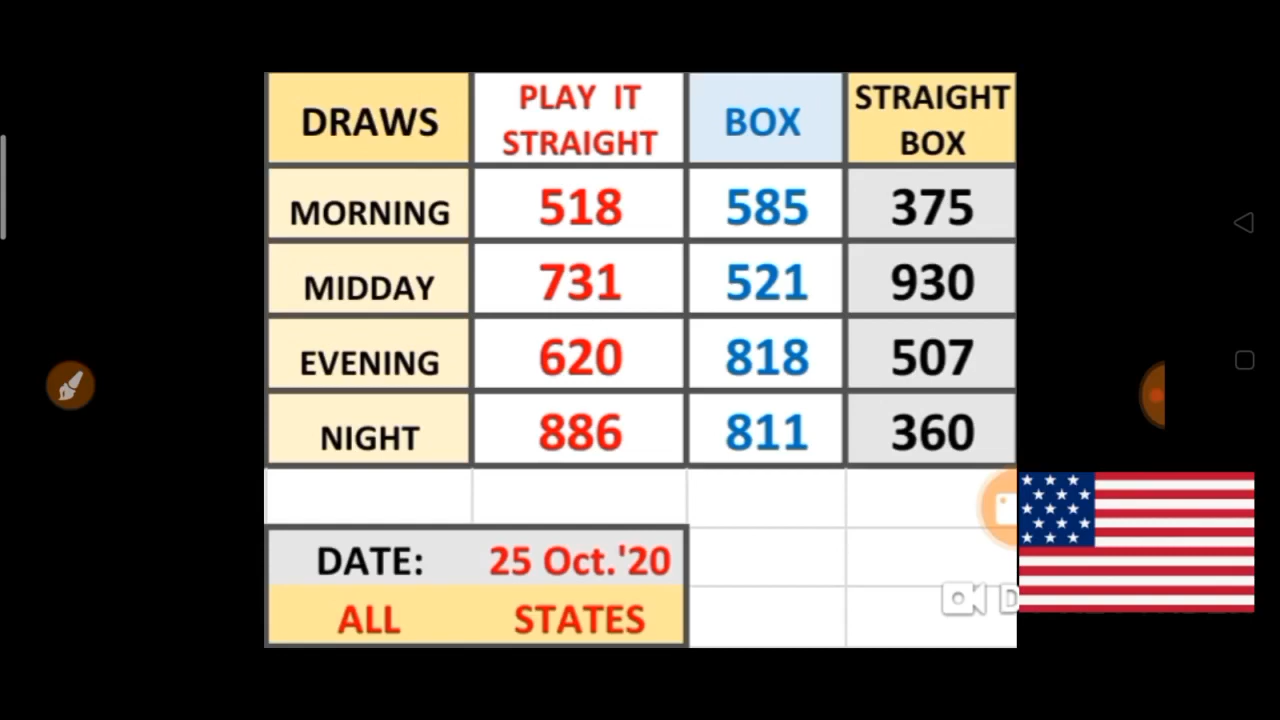 DRAWS PLAY IT STRAIGHT BOX STRAIGHT BOX
MORNING 518 585 375
MIDDAY 731 521 930
EVENING 620 818 507
NIGHT 886 811 360
DATE: 25 Oct.'20
ALL STATES